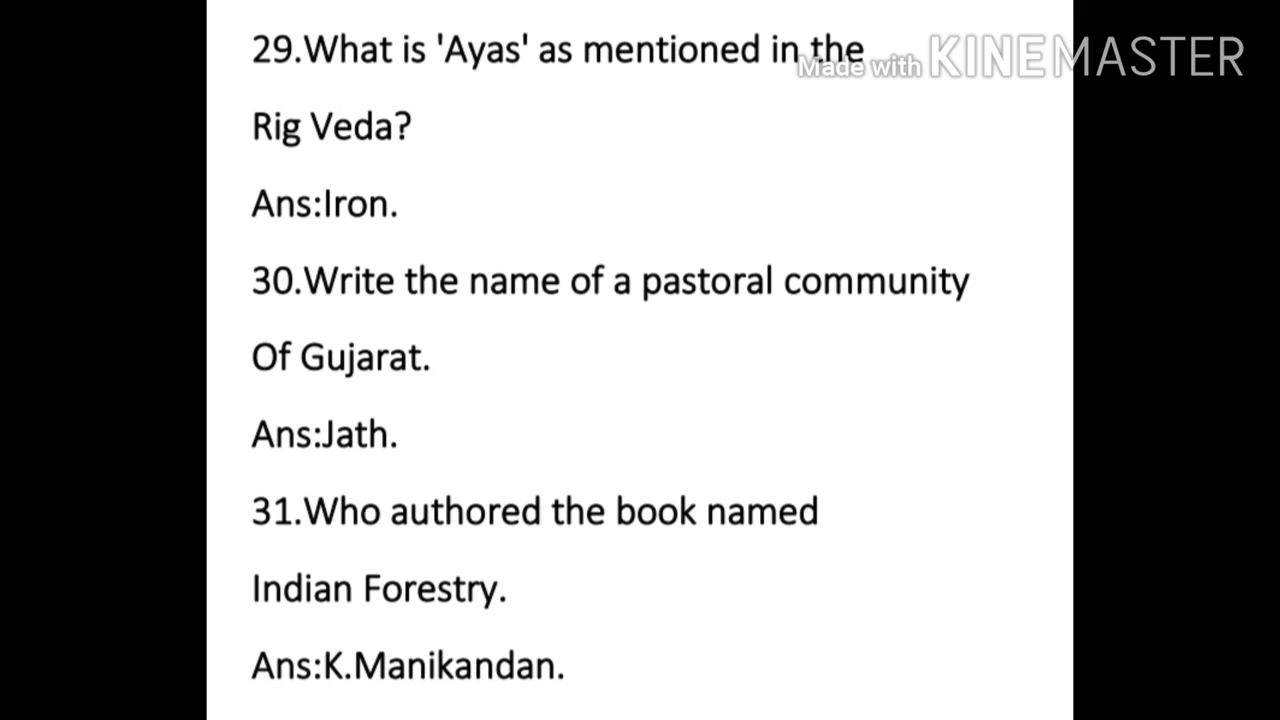 29.What is 'Ayas' as mentioned in the
Made with KINEMASTER
Rig Veda?
Ans:Iron.
30.Write the name of a pastoral community
Of Gujarat.
Ans:Jath.
31.Who authored the book named
Indian Forestry.
Ans:K.Manikandan.